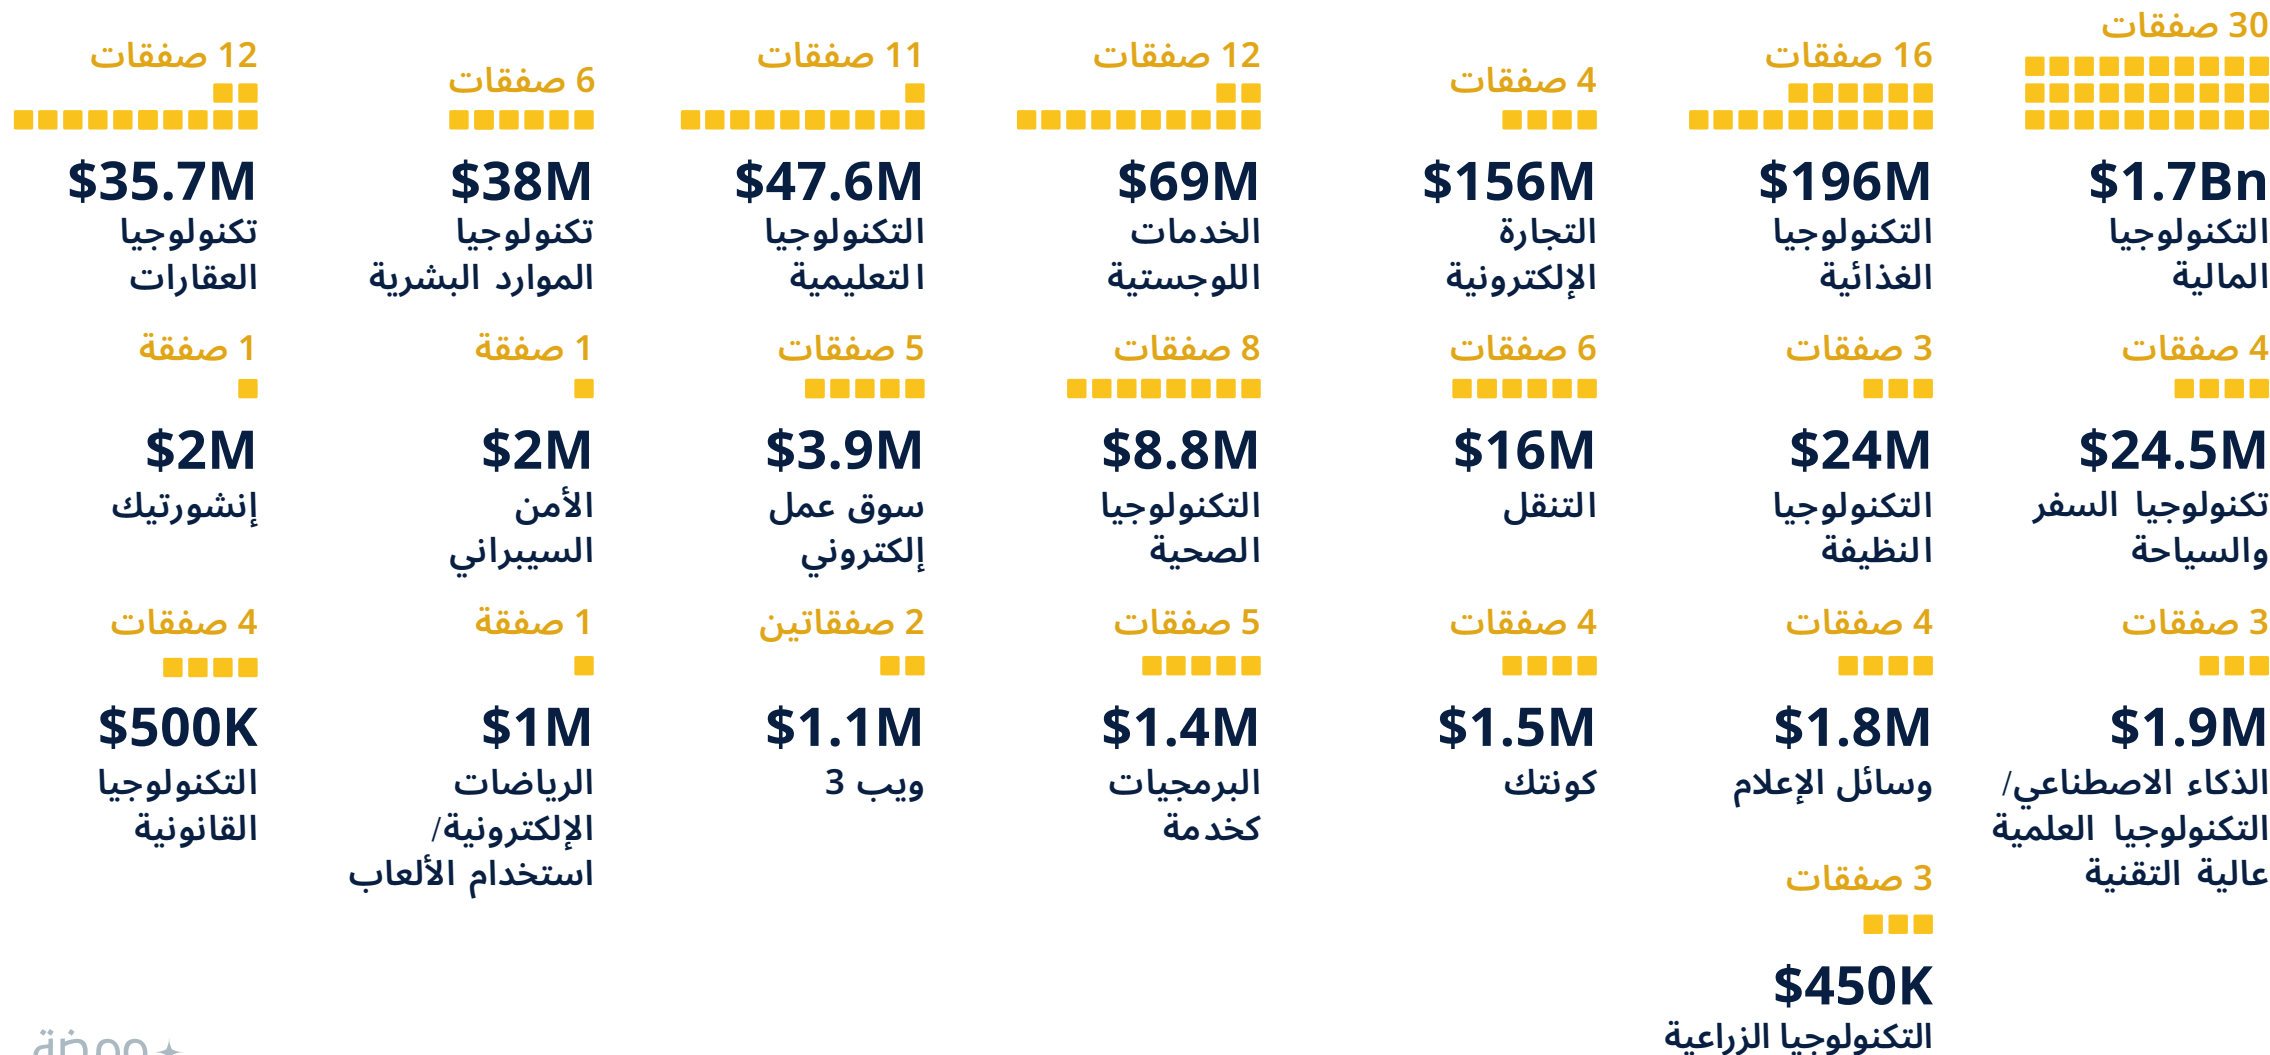 30 صفقات
$1.7Bn
التكنولوجيا
المالية
16 صفقات
$196M
التكنولوجيا
الغذائية
4 صفقات
$156M
التجارة
الإلكترونية
12 صفقات
$69M
الخدمات
اللوجستية
11 صفقات
$47.6M
التكنولوجيا
التعليمية
6 صفقات
$38M
تكنولوجيا
الموارد البشرية
12 صفقات
$35.7M
تكنولوجيا
العقارات
4 صفقات
$24.5M
تكنولوجيا السفر
والسياحة
3 صفقات
$24M
التكنولوجيا
النظيفة
6 صفقات
$16M
التنقل
8 صفقات
$8.8M
التكنولوجيا
الصحية
5 صفقات
$3.9M
سوق عمل
إلكتروني
1 صفقة
$2M
الأمن
السيبراني
1 صفقة
$2M
إنشورتيك
3 صفقات
$1.9M
الذكاء الاصطناعي/
التكنولوجيا العلمية
عالية التقنية
4 صفقات
$1.8M
وسائل الإعلام
4 صفقات
$1.5M
كونتك
5 صفقات
$1.4M
البرمجيات
كخدمة
2 صفقاتين
$1.1M
ويب 3
1 صفقة
$1M
الرياضات
الإلكترونية/
استخدام الألعاب
4 صفقات
$500K
التكنولوجيا
القانونية
3 صفقات
$450K
التكنولوجيا الزراعية